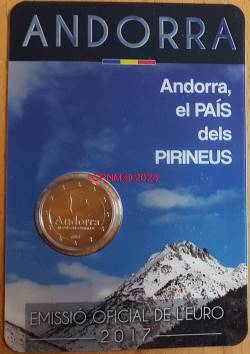 ANDORRA
Andorra,
el PAÍS
dels
PIRINEUS
Andorra
EMISSIÓ OFICIAL DE L'EURO
2017